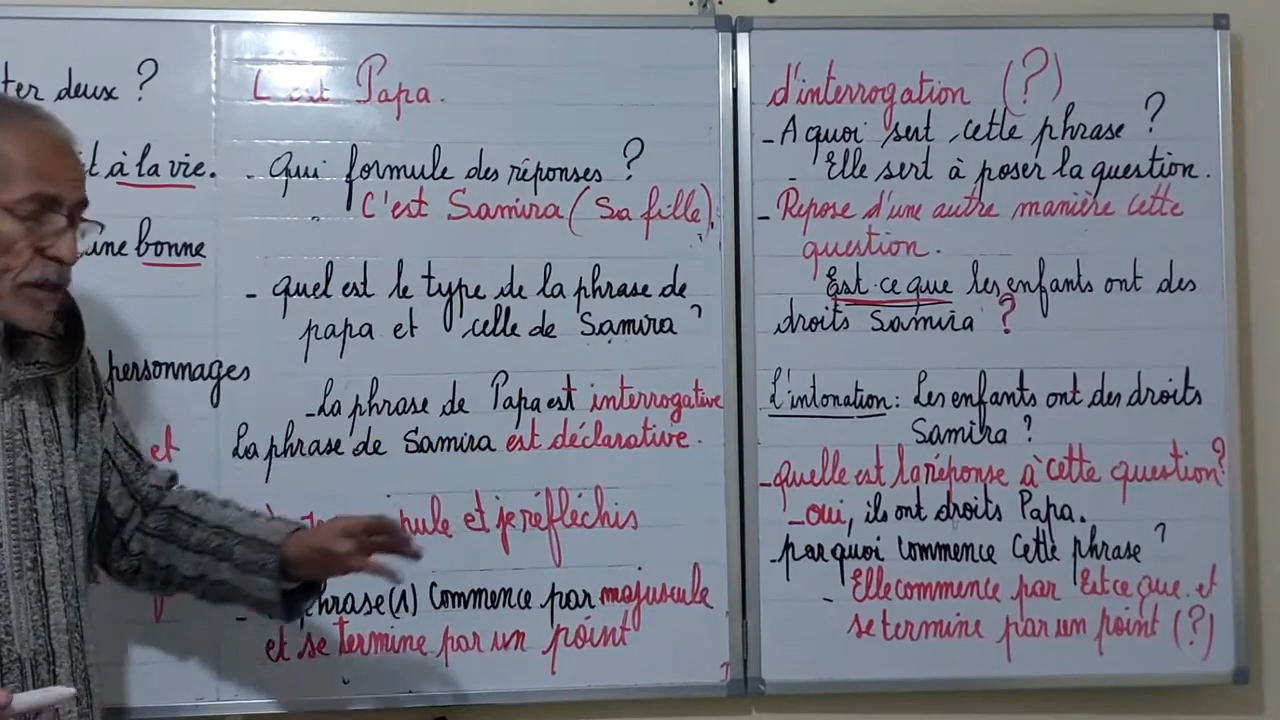 ter deux ?
à la vie.
une bonne
personnages
et
C'est Papa.
- Qui formule des réponses ?
C'est Samira (Sa fille).
- quel est le type de la phrase de
papa et celle de Samira ?
- La phrase de Papa est interrogative
La phrase de Samira est déclarative.
et je réfléchis
phrase (1) commence par majuscule
et se termine par un point
d'interrogation (?)
- A quoi sert cette phrase ?
- Elle sert à poser la question.
- Repose d'une autre manière cette
question.
Est-ce que les enfants ont des
droits Samira ?
L'intonation : Les enfants ont des droits
Samira ?
- quelle est la réponse à cette question ?
- oui, ils ont droits Papa.
- par quoi commence cette phrase ?
- Elle commence par Est ce que. et
se termine par un point (?)